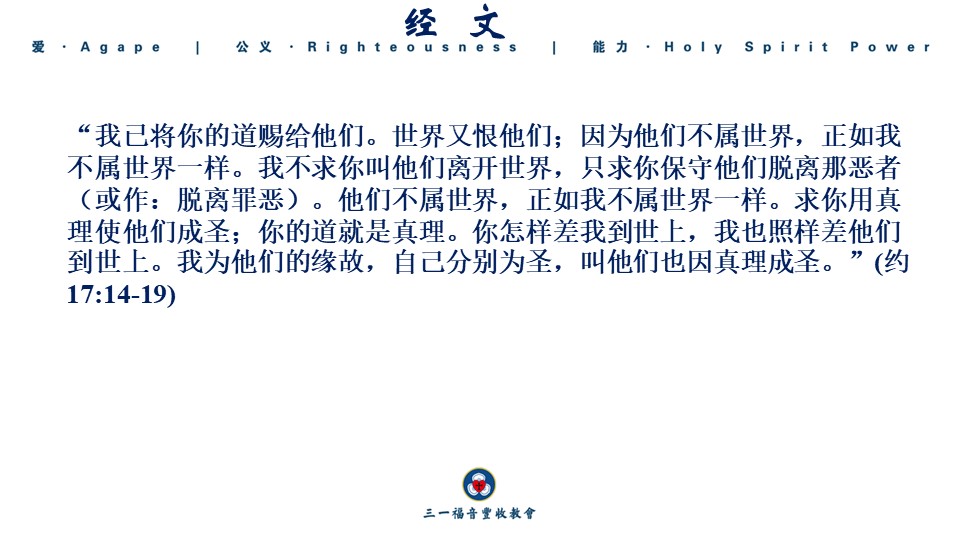 经 文
爱 · Agape | 公义 · Righteousness | 能力 · Holy Spirit Power
“我已将你的道赐给他们。世界又恨他们；因为他们不属世界，正如我
不属世界一样。我不求你叫他们离开世界，只求你保守他们脱离那恶者
（或作：脱离罪恶）。他们不属世界，正如我不属世界一样。求你用真
理使他们成圣；你的道就是真理。你怎样差我到世上，我也照样差他们
到世上。我为他们的缘故，自己分别为圣，叫他们也因真理成圣。”(约
17:14-19)
三一福音豐收教會